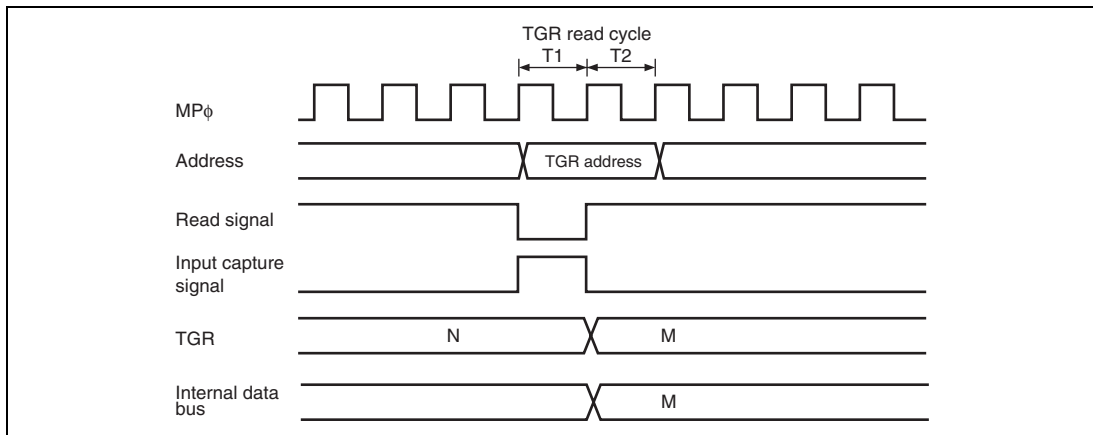 TGR read cycle
T1 T2
MPφ
Address
TGR address
Read signal
Input capture
signal
TGR
N M
Internal data
bus
M